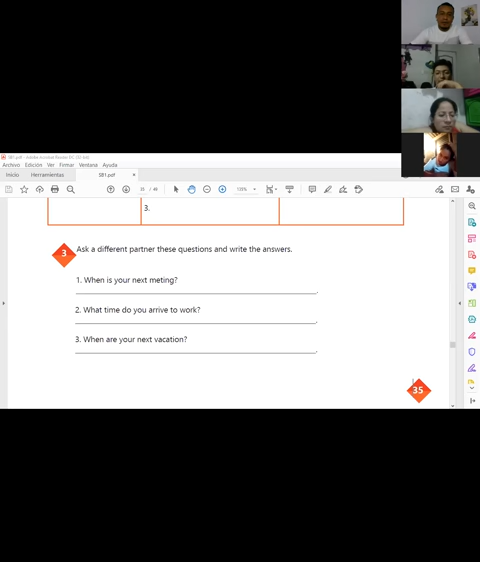 SB1.pdf - Adobe Acrobat Reader DC (32-bit)
Archivo Edición Ver Firmar Ventana Ayuda
Inicio Herramientas SB1.pdf ×
35 / 46 138%
3.
3 Ask a different partner these questions and write the answers.
1. When is your next meting?
.
2. What time do you arrive to work?
.
3. When are your next vacation?
.
35